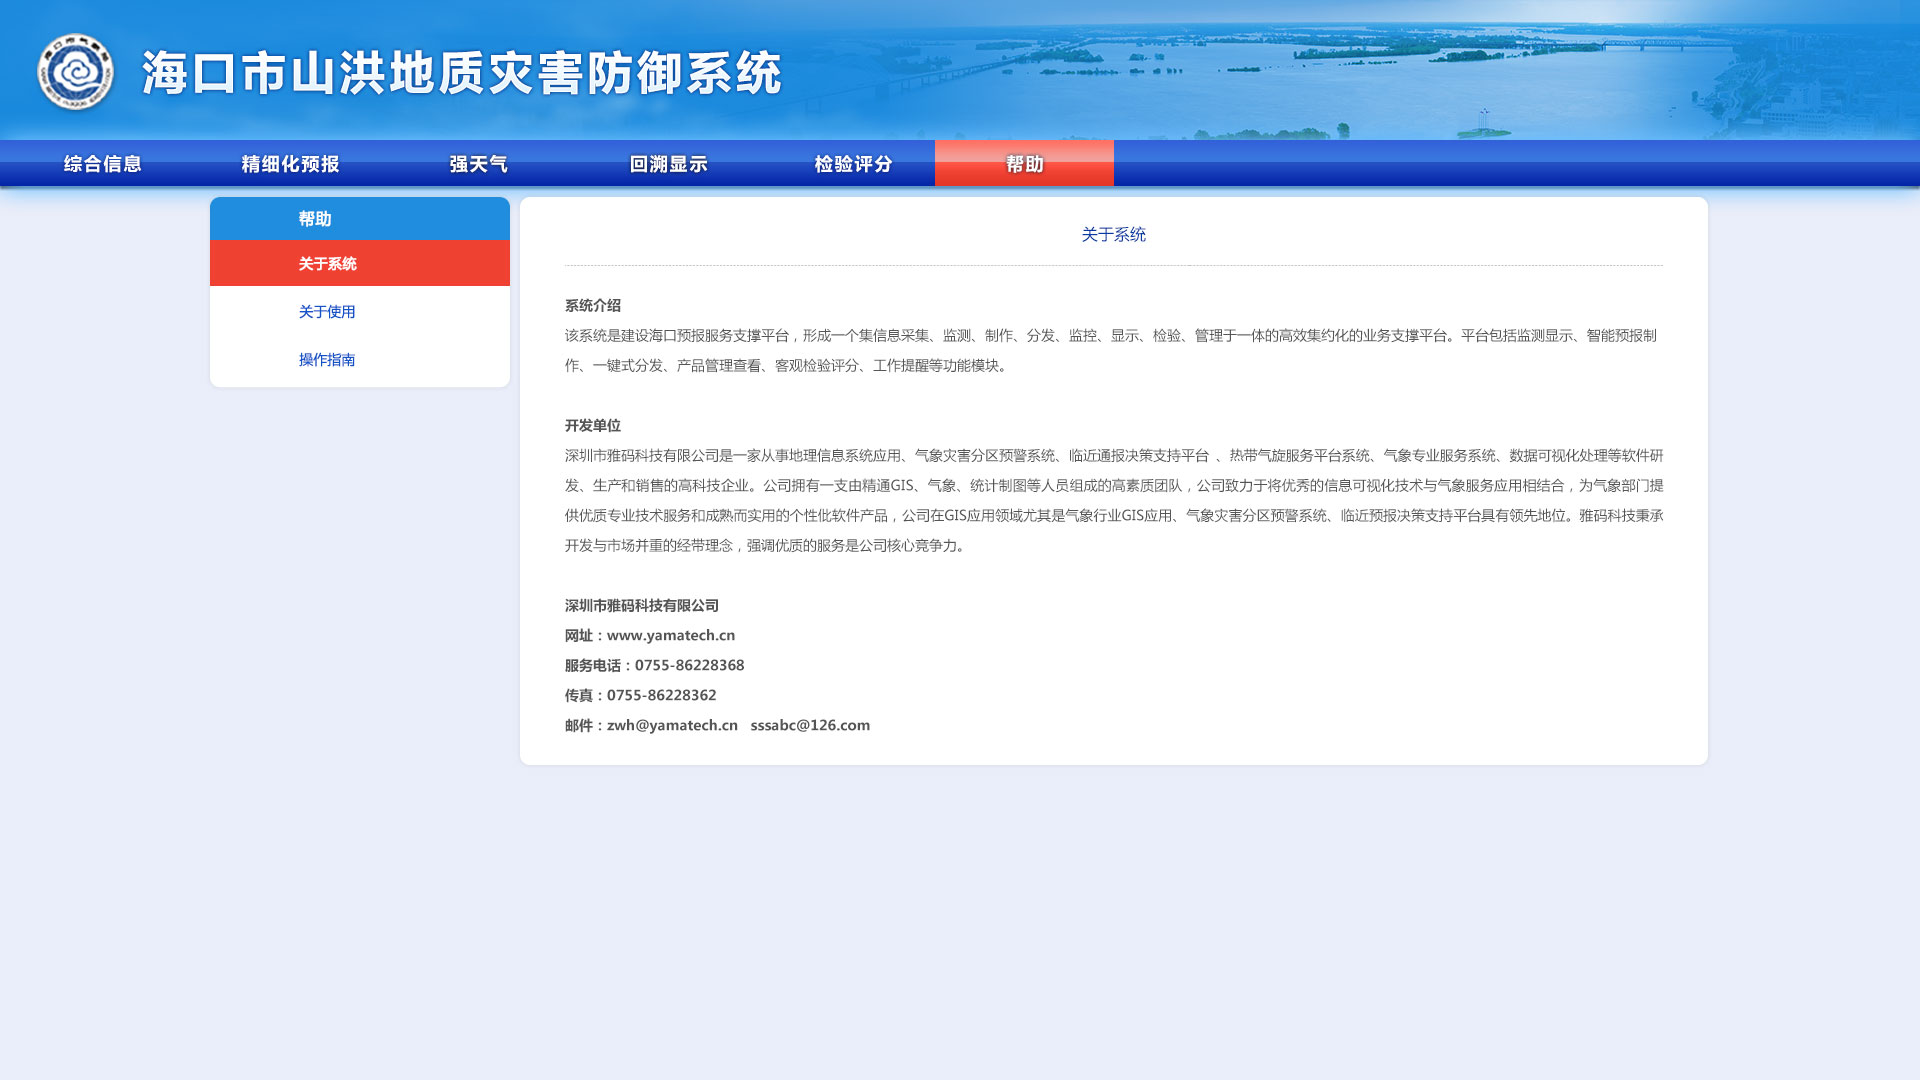 海口市山洪地质灾害防御系统
综合信息 精细化预报 强天气 回溯显示 检验评分 帮助
帮助
关于系统
关于使用
操作指南
关于系统
系统介绍
该系统是建设海口预报服务支撑平台，形成一个集信息采集、监测、制作、分发、监控、显示、检验、管理于一体的高效集约化的业务支撑平台。平台包括监测显示、智能预报制
作、一键式分发、产品管理查看、客观检验评分、工作提醒等功能模块。
开发单位
深圳市雅码科技有限公司是一家从事地理信息系统应用、气象灾害分区预警系统、临近通报决策支持平台 、热带气旋服务平台系统、气象专业服务系统、数据可视化处理等软件研
发、生产和销售的高科技企业。公司拥有一支由精通GIS、气象、统计制图等人员组成的高素质团队，公司致力于将优秀的信息可视化技术与气象服务应用相结合，为气象部门提
供优质专业技术服务和成熟而实用的个性仳软件产品，公司在GIS应用领域尤其是气象行业GIS应用、气象灾害分区预警系统、临近预报决策支持平台具有领先地位。雅码科技秉承
开发与市场并重的经带理念，强调优质的服务是公司核心竞争力。
深圳市雅码科技有限公司
网址：www.yamatech.cn
服务电话：0755-86228368
传真：0755-86228362
邮件：zwh@yamatech.cn sssabc@126.com